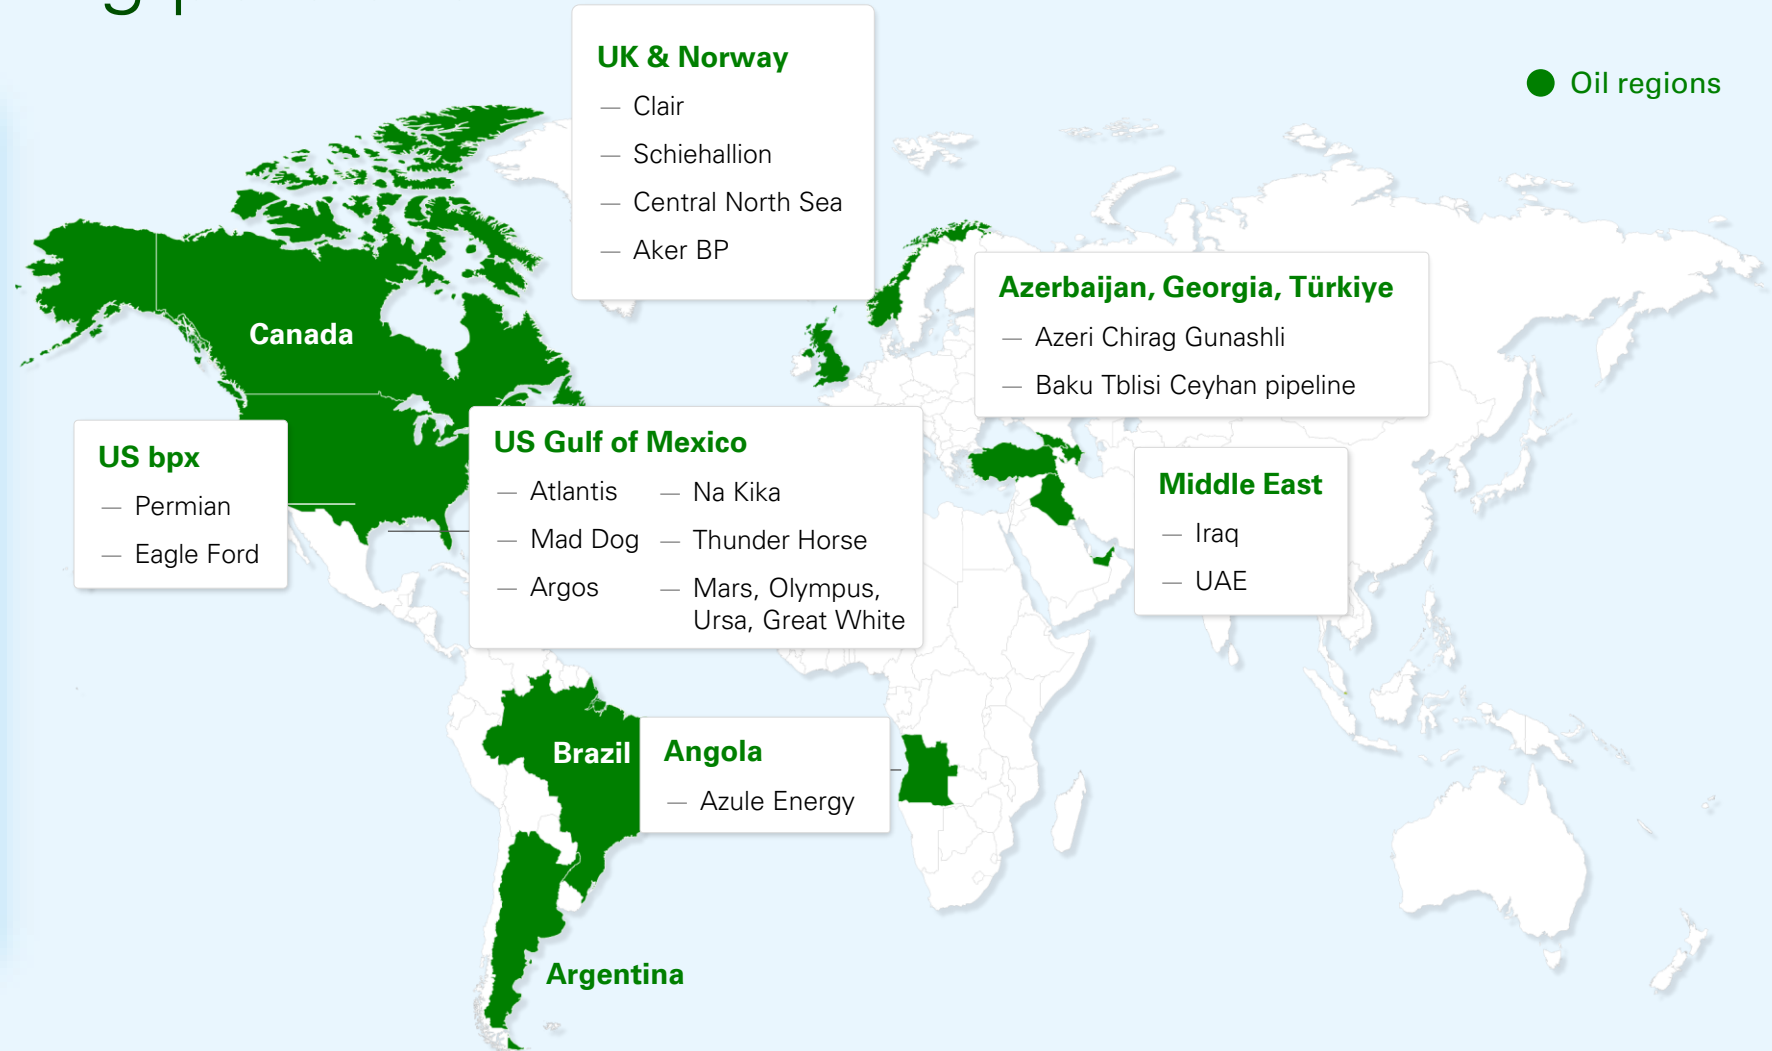 UK & Norway
— Clair
— Schiehallion
— Central North Sea
— Aker BP
Oil regions
Azerbaijan, Georgia, Türkiye
— Azeri Chirag Gunashli
— Baku Tblisi Ceyhan pipeline
Canada
US bpx
— Permian
— Eagle Ford
US Gulf of Mexico
— Atlantis
— Mad Dog
— Argos
— Na Kika
— Thunder Horse
— Mars, Olympus,
Ursa, Great White
Middle East
— Iraq
— UAE
Brazil
Angola
— Azule Energy
Argentina